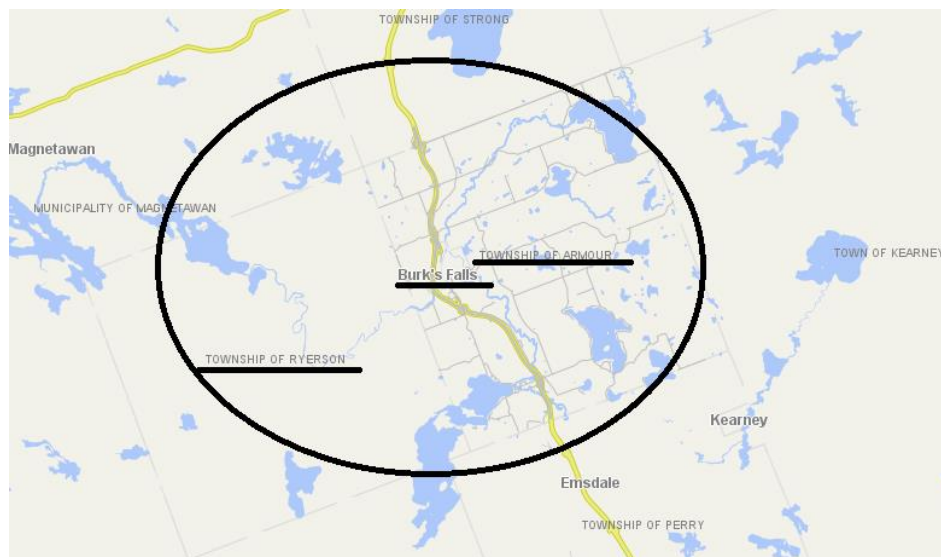 TOWNSHIP OF STRONG
Magnetawan
MUNICIPALITY OF MAGNETAWAN
TOWNSHIP OF ARMOUR
TOWN OF KEARNEY
Burk's Falls
TOWNSHIP OF RYERSON
Kearney
Emsdale
TOWNSHIP OF PERRY